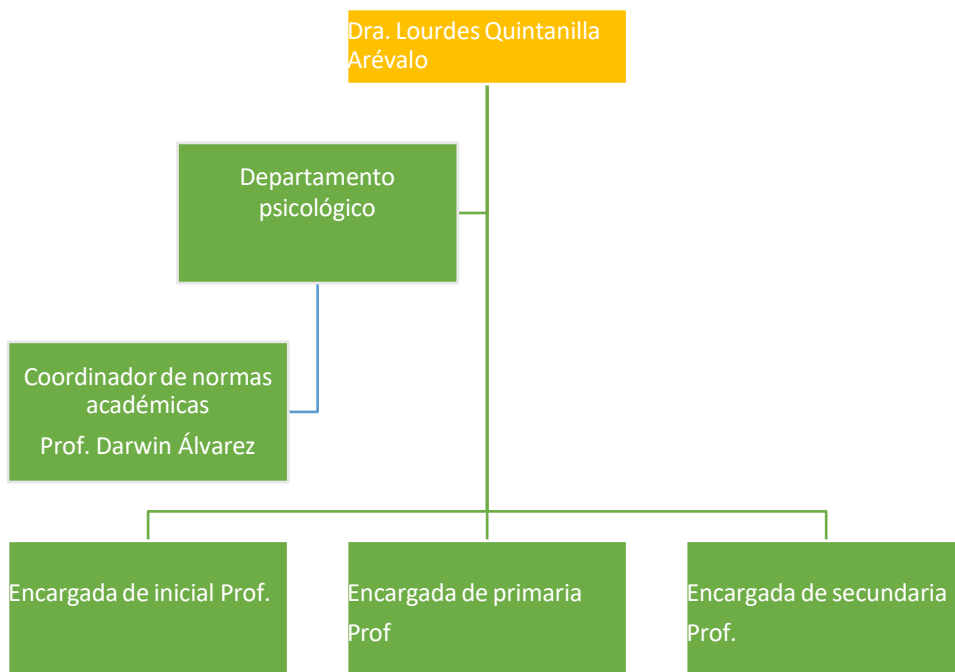 Dra. Lourdes Quintanilla
Arévalo
Departamento
psicológico
Coordinador de normas
académicas
Prof. Darwin Álvarez
Encargada de inicial Prof.
Encargada de primaria
Prof
Encargada de secundaria
Prof.